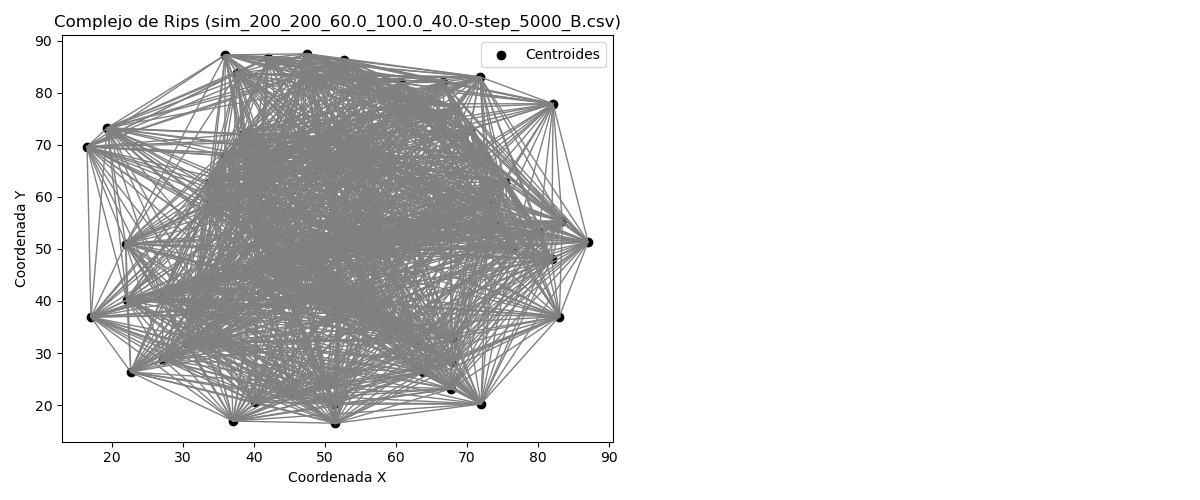 Complejo de Rips (sim_200_200_60.0_100.0_40.0-step_5000_B.csv)
Centroides
90
80
70
60
50
40
30
20
Coordenada Y
20 30 40 50 60 70 80 90
Coordenada X